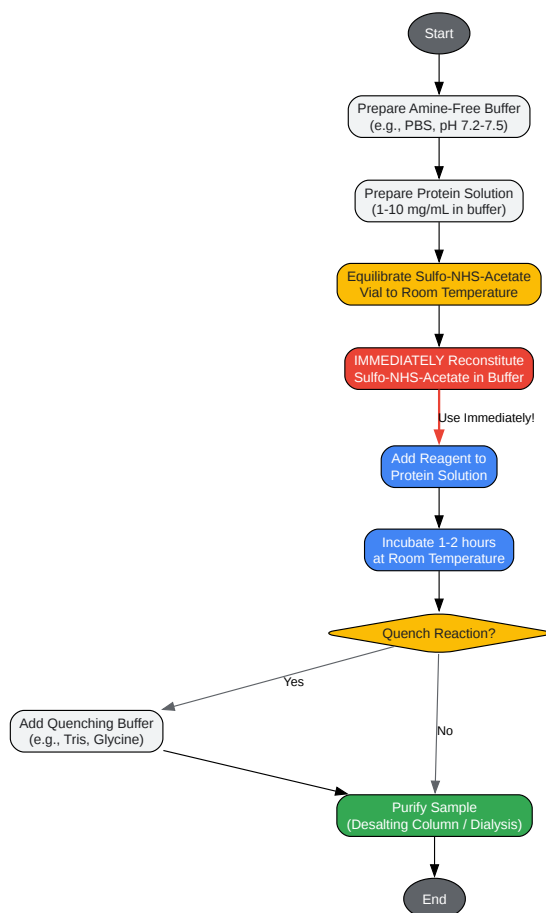 Start
Prepare Amine-Free Buffer
(e.g., PBS, pH 7.2-7.5)
Prepare Protein Solution
(1-10 mg/mL in buffer)
Equilibrate Sulfo-NHS-Acetate
Vial to Room Temperature
IMMEDIATELY Reconstitute
Sulfo-NHS-Acetate in Buffer
Use Immediately!
Add Reagent to
Protein Solution
Incubate 1-2 hours
at Room Temperature
Quench Reaction?
Yes
Add Quenching Buffer
(e.g., Tris, Glycine)
No
Purify Sample
(Desalting Column / Dialysis)
End